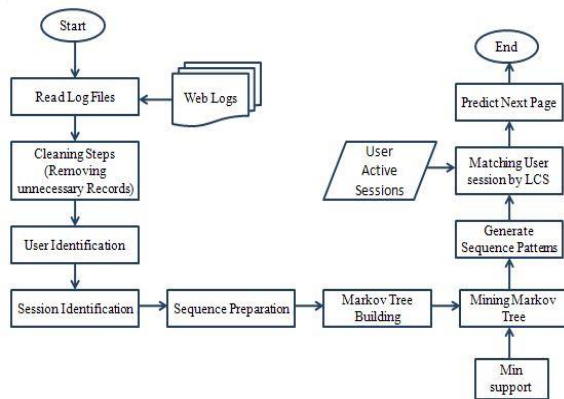 Start
Read Log Files
Web Logs
Cleaning Steps
(Removing
unnecessary Records)
User Identification
Session Identification
Sequence Preparation
Markov Tree
Building
Mining Markov
Tree
Min
support
Generate
Sequence Patterns
User
Active
Sessions
Matching User
session by LCS
Predict Next Page
End